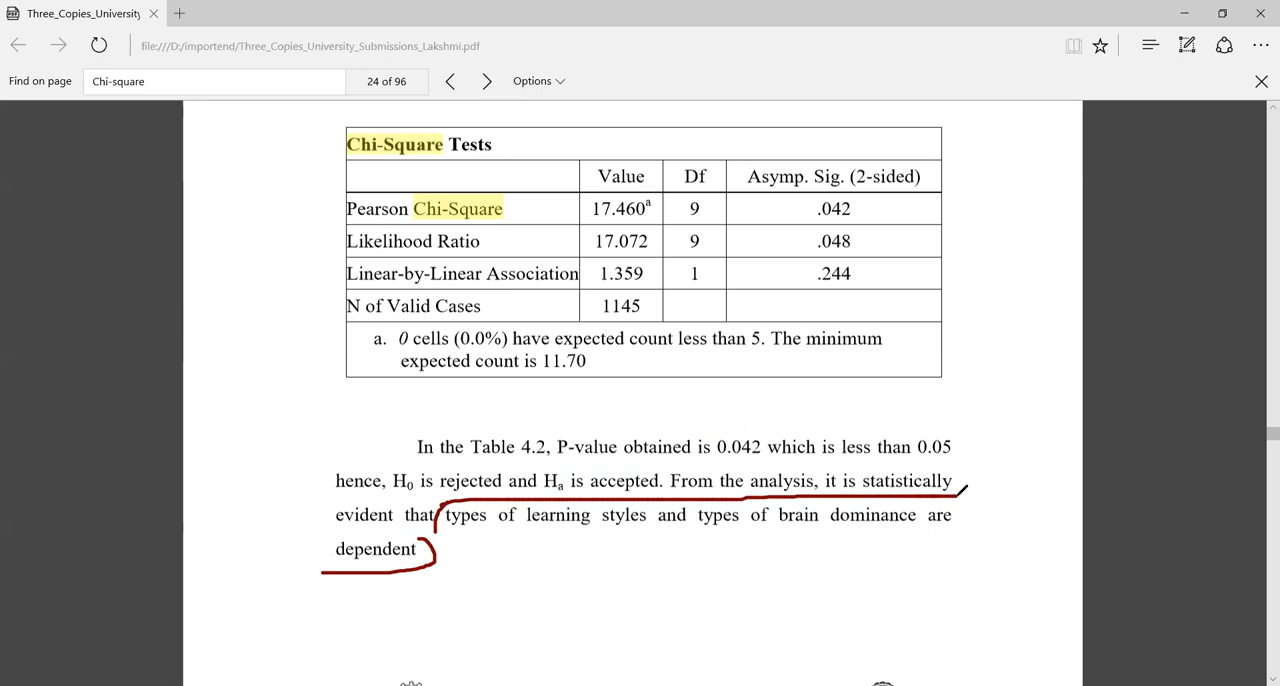 Three_Copies_University
file:///D:/importend/Three_Copies_University_Submissions_Lakshmi.pdf
Find on page Chi-square 24 of 96 Options
Chi-Square Tests
Value Df Asymp. Sig. (2-sided)
Pearson Chi-Square 17.460a 9 .042
Likelihood Ratio 17.072 9 .048
Linear-by-Linear Association 1.359 1 .244
N of Valid Cases 1145
a. 0 cells (0.0%) have expected count less than 5. The minimum
expected count is 11.70
In the Table 4.2, P-value obtained is 0.042 which is less than 0.05
hence, H0 is rejected and Ha is accepted. From the analysis, it is statistically
evident that types of learning styles and types of brain dominance are
dependent